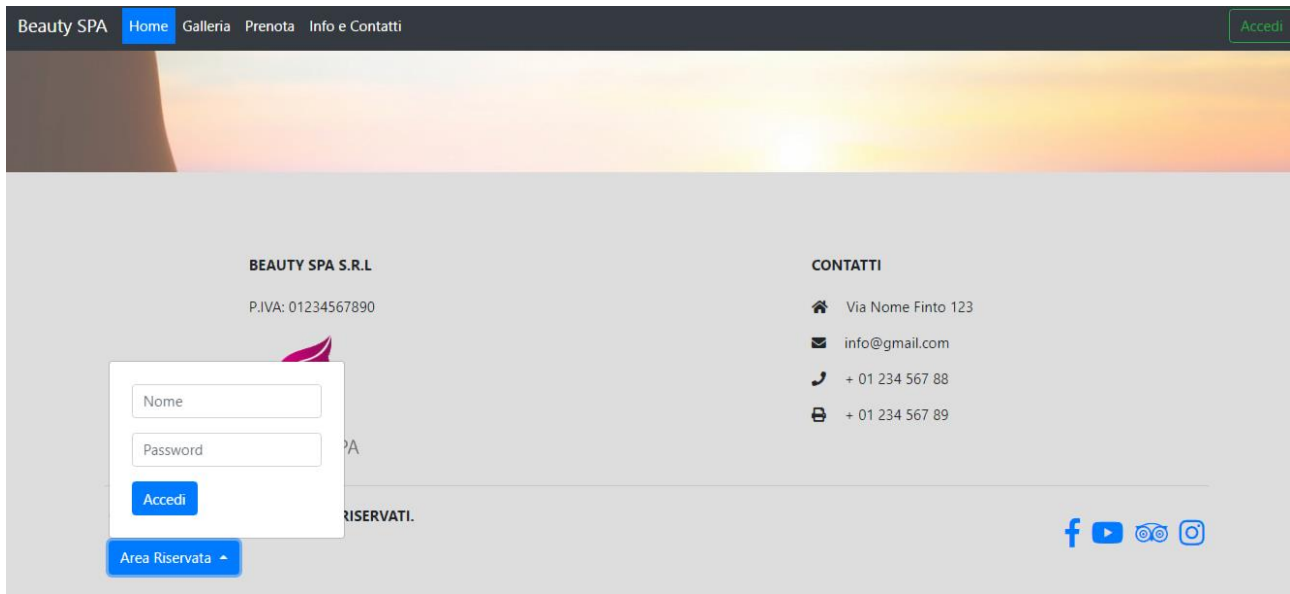 Beauty SPA Home Galleria Prenota Info e Contatti Accedi
BEAUTY SPA S.R.L
P.IVA: 01234567890
CONTATTI
Via Nome Finto 123
info@gmail.com
+ 01 234 567 88
+ 01 234 567 89
Nome
Password
Accedi
RISERVATI.
Area Riservata